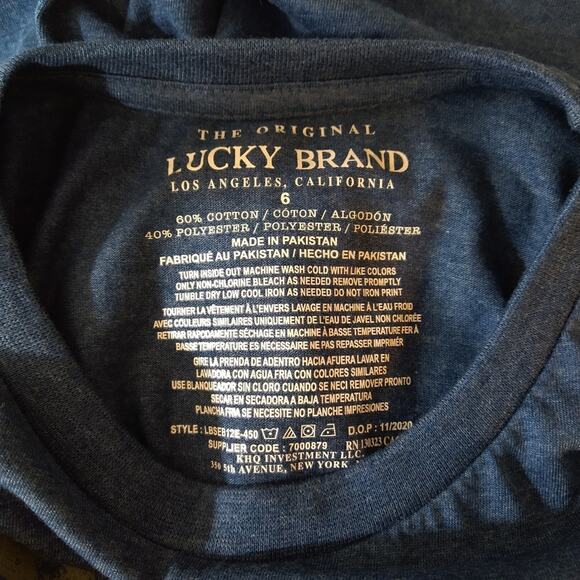 THE ORIGINAL
LUCKY BRAND
LOS ANGELES, CALIFORNIA
6
60% COTTON / CÓTON / ALGODÓN
40% POLYESTER / POLYESTER / POLIÉSTER
MADE IN PAKISTAN
FABRIQUÉ AU PAKISTAN / HECHO EN PAKISTAN
TURN INSIDE OUT MACHINE WASH COLD WITH LIKE COLORS
ONLY NON-CHLORINE BLEACH AS NEEDED REMOVE PROMPTLY
TUMBLE DRY LOW COOL IRON AS NEEDED DO NOT IRON PRINT
TOURNER LA VÊTEMENT À L'ENVERS LAVAGE EN MACHINE À L'EAU FROID
AVEC COULEURS SIMILAIRES UNIQUEMENT DE L'EAU DE JAVEL NON CHLORÉE
RETIRAR RAPIDAMENTE SÉCHAGE EN MACHINE À BASSE TEMPERATURE FER À
BASSE TEMPERATURE ES NECESSAIRE NE PAS REPASSER IMPRIMÉR
GIRE LA PRENDA DE ADENTRO HACIA AFUERA LAVAR EN
LAVADORA CON AGUA FRIA CON COLORES SIMILARES
USE BLANQUEADOR SIN CLORO CUANDO SE NECI REMOVER PRONTO
SECAR EN SECADORA A BAJA TEMPERATURA
PLANCHA FRIA SE NECESITE NO PLANCHE IMPRESIONES
STYLE : LBSEB12E-450 D.O.P : 11/2020
SUPPLIER CODE : 7000879 RN 130323
KHQ INVESTMENT LLC.
350 5th AVENUE, NEW YORK,